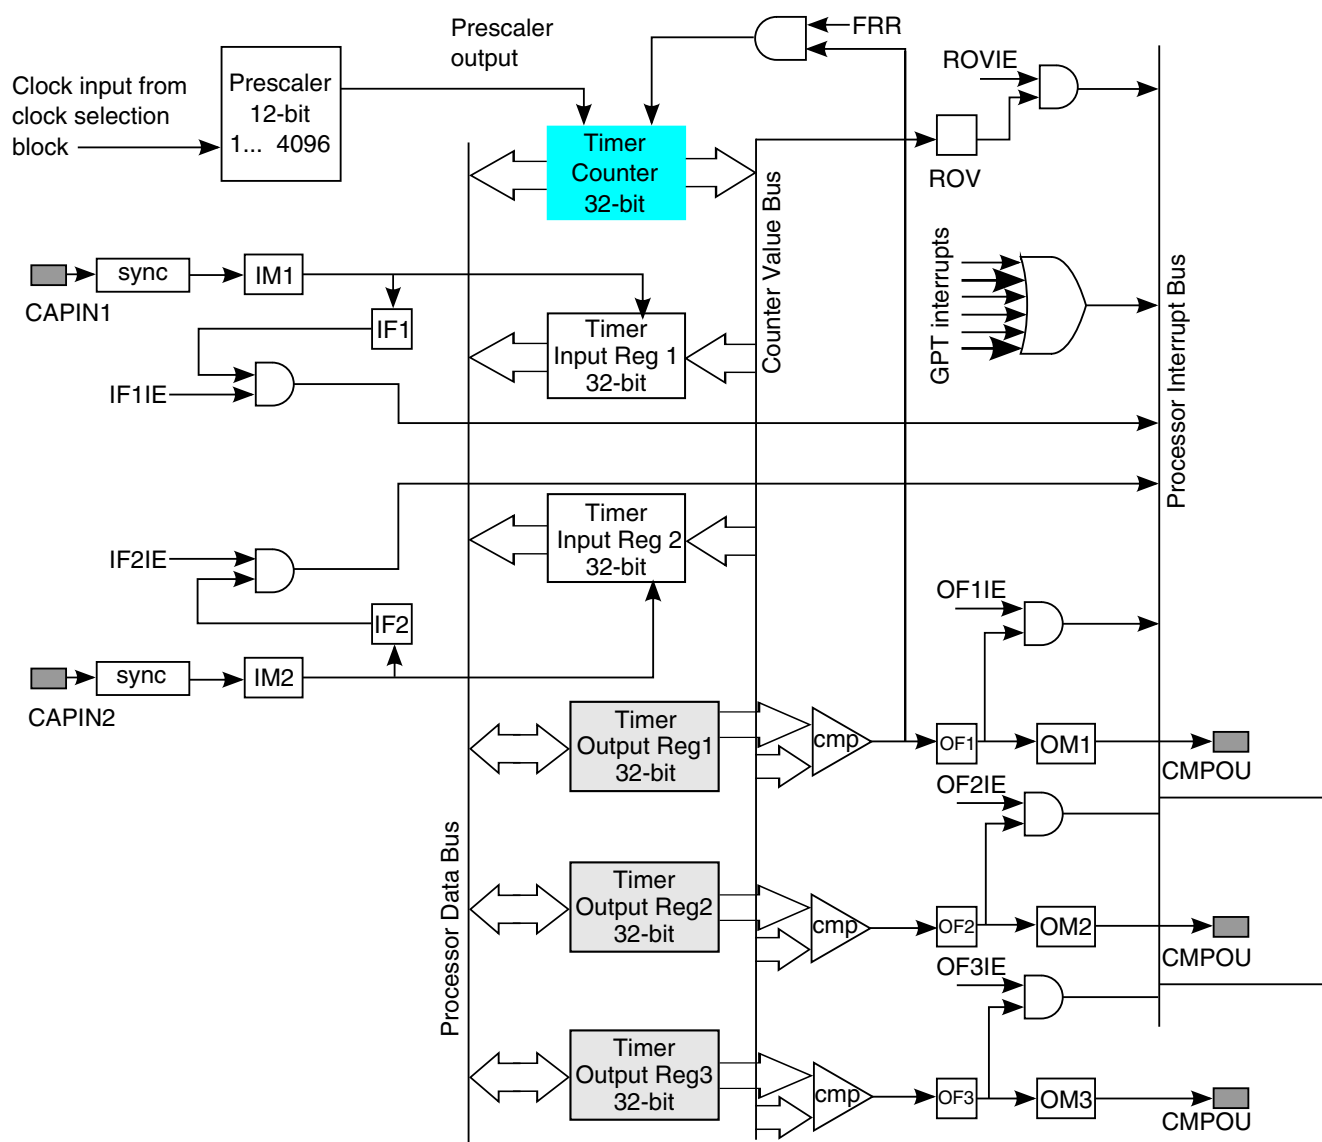 Prescaler
output
FRR
ROVIE
Clock input from
clock selection
block
Prescaler
12-bit
1... 4096
Timer
Counter
32-bit
ROV
Counter Value Bus
GPT interrupts
Processor Interrupt Bus
sync
IM1
CAPIN1
IF1
Timer
Input Reg 1
32-bit
IF1IE
Timer
Input Reg 2
32-bit
IF2IE
IF2
OF1IE
sync
IM2
CAPIN2
Timer
Output Reg1
32-bit
cmp
OF1
OM1
CMPOU
OF2IE
Processor Data Bus
Timer
Output Reg2
32-bit
cmp
OF2
OM2
CMPOU
OF3IE
Timer
Output Reg3
32-bit
cmp
OF3
OM3
CMPOU